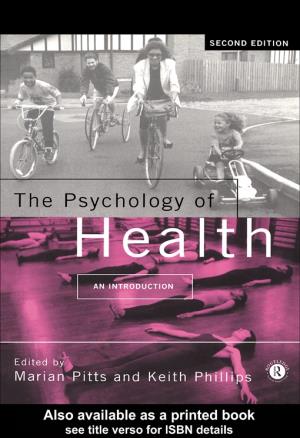 SECOND EDITION
The Psychology of
Health
AN INTRODUCTION
Edited by
Marian Pitts and Keith Phillips
Also available as a printed book
see title verso for ISBN details